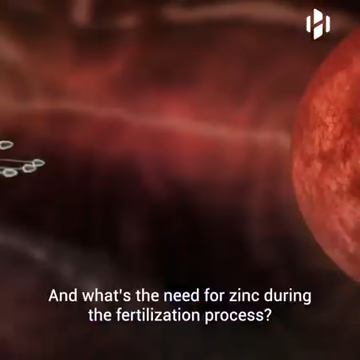 And what's the need for zinc during
the fertilization process?